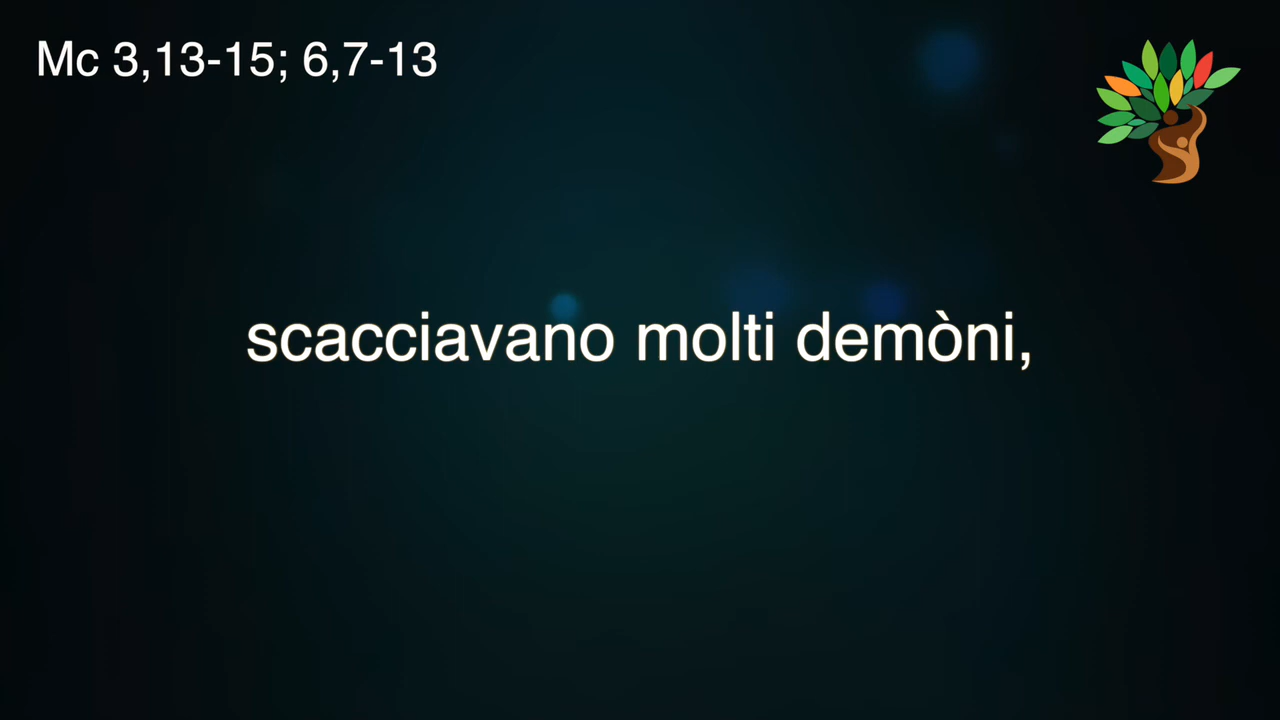 Mc 3,13-15; 6,7-13
scacciavano molti demòni,